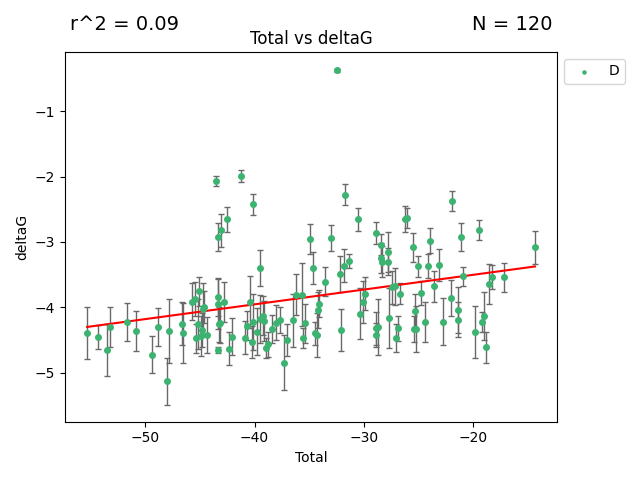 r^2 = 0.09
N = 120
Total vs deltaG
D
−1
−2
−3
−4
−5
deltaG
−50
−40
−30
−20
Total